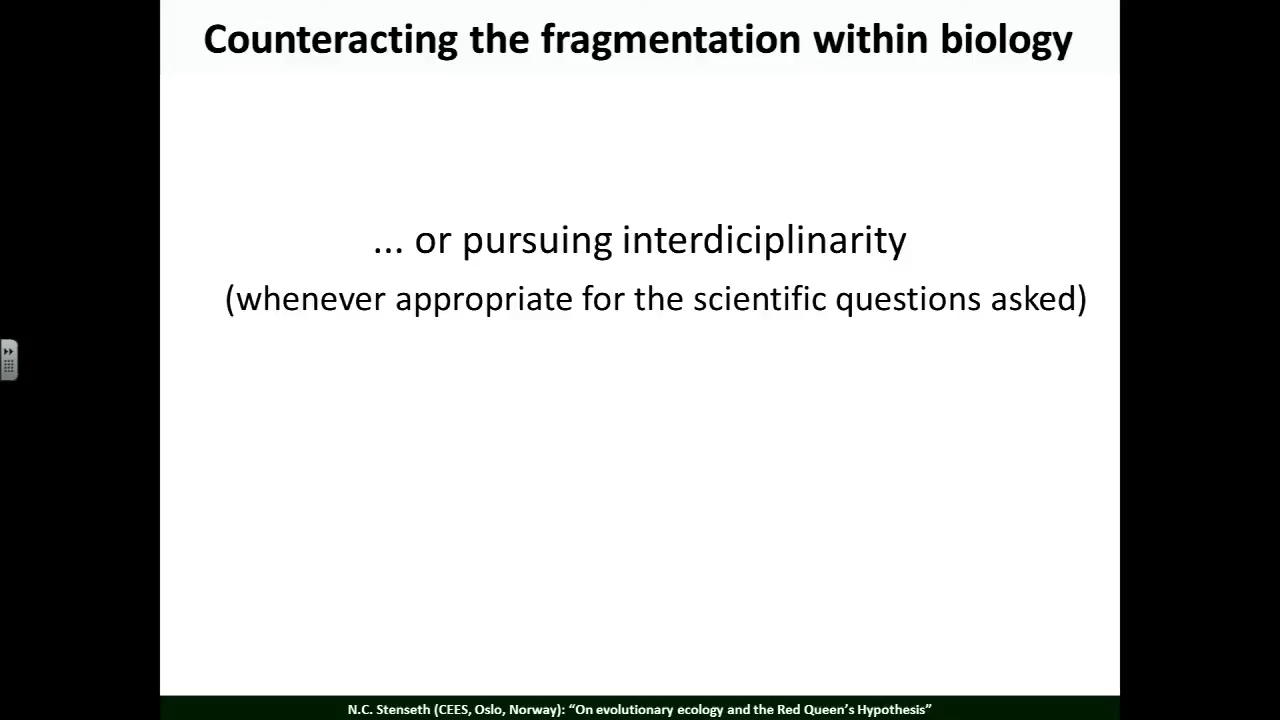 Counteracting the fragmentation within biology
... or pursuing interdiciplinarity
(whenever appropriate for the scientific questions asked)
N.C. Stenseth (CEES, Oslo, Norway): “On evolutionary ecology and the Red Queen’s Hypothesis”